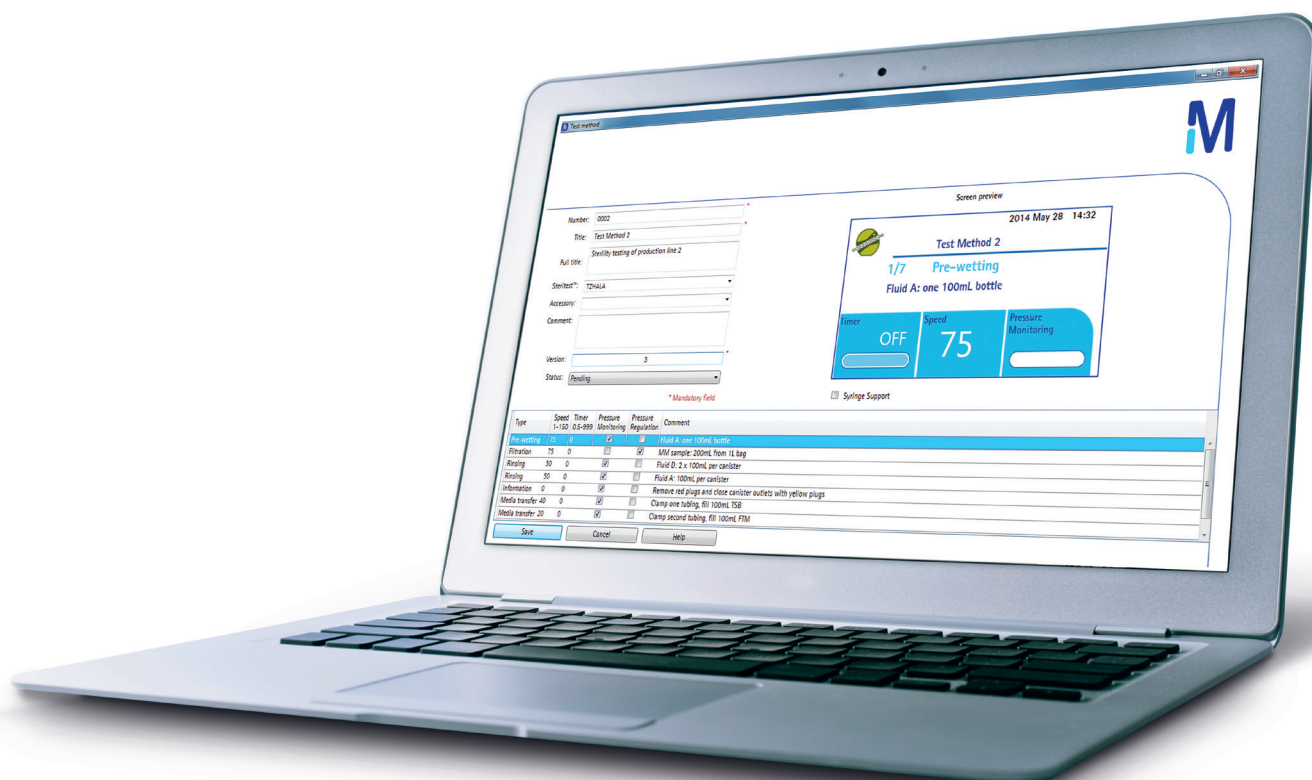 Test method
M
Screen preview
Number: 0002 *
Title: Test Method 2 *
Full title: Sterility testing of production line 2
Steritest™: TZHALA
Accessory:
Comment:
Version: 3 *
Status: Pending
* Mandatory field
2014 May 28 14:32
Test Method 2
1/7 Pre-wetting
Fluid A: one 100mL bottle
Timer Speed Pressure
Monitoring
OFF 75
Syringe Support
Type Speed Timer Pressure Pressure Comment
1-150 0.5-999 Monitoring Regulation
Pre-wetting 75 0 Fluid A: one 100mL bottle
Filtration 75 0 MM sample: 200mL from 1L bag
Rinsing 50 0 Fluid D: 2 x 100mL per canister
Rinsing 50 0 Fluid A: 100mL per canister
Information 0 0 Remove red plugs and close canister outlets with yellow plugs
Media transfer 40 0 Clamp one tubing, fill 100mL TSB
Media transfer 20 0 Clamp second tubing, fill 100mL FTM
Save Cancel Help